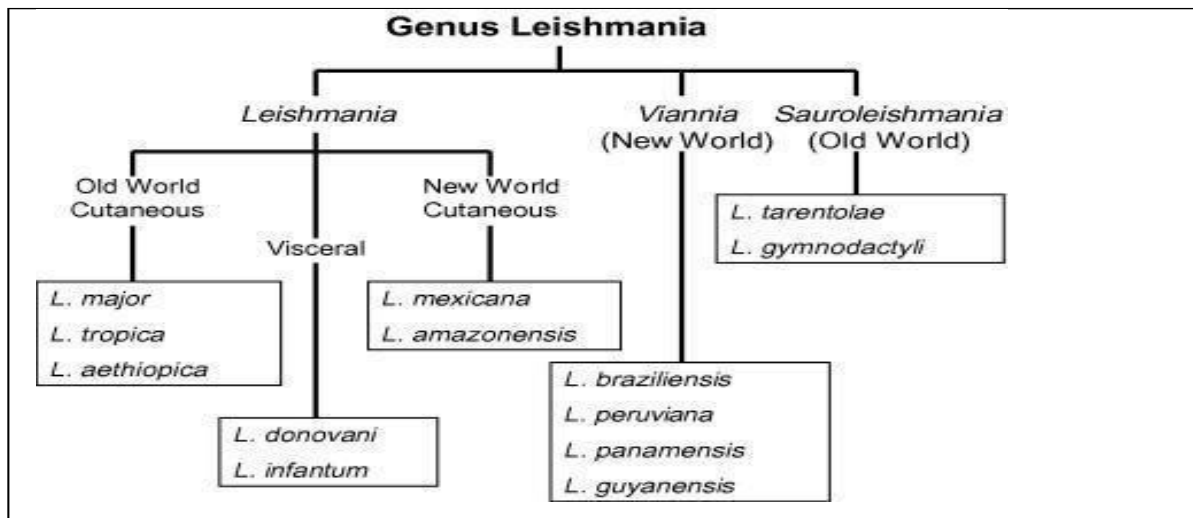 Genus Leishmania
Leishmania
Viannia
(New World)
Sauroleishmania
(Old World)
Old World
Cutaneous
Visceral
New World
Cutaneous
L. tarentolae
L. gymnodactyli
L. major
L. tropica
L. aethiopica
L. mexicana
L. amazonensis
L. donovani
L. infantum
L. braziliensis
L. peruviana
L. panamensis
L. guyanensis